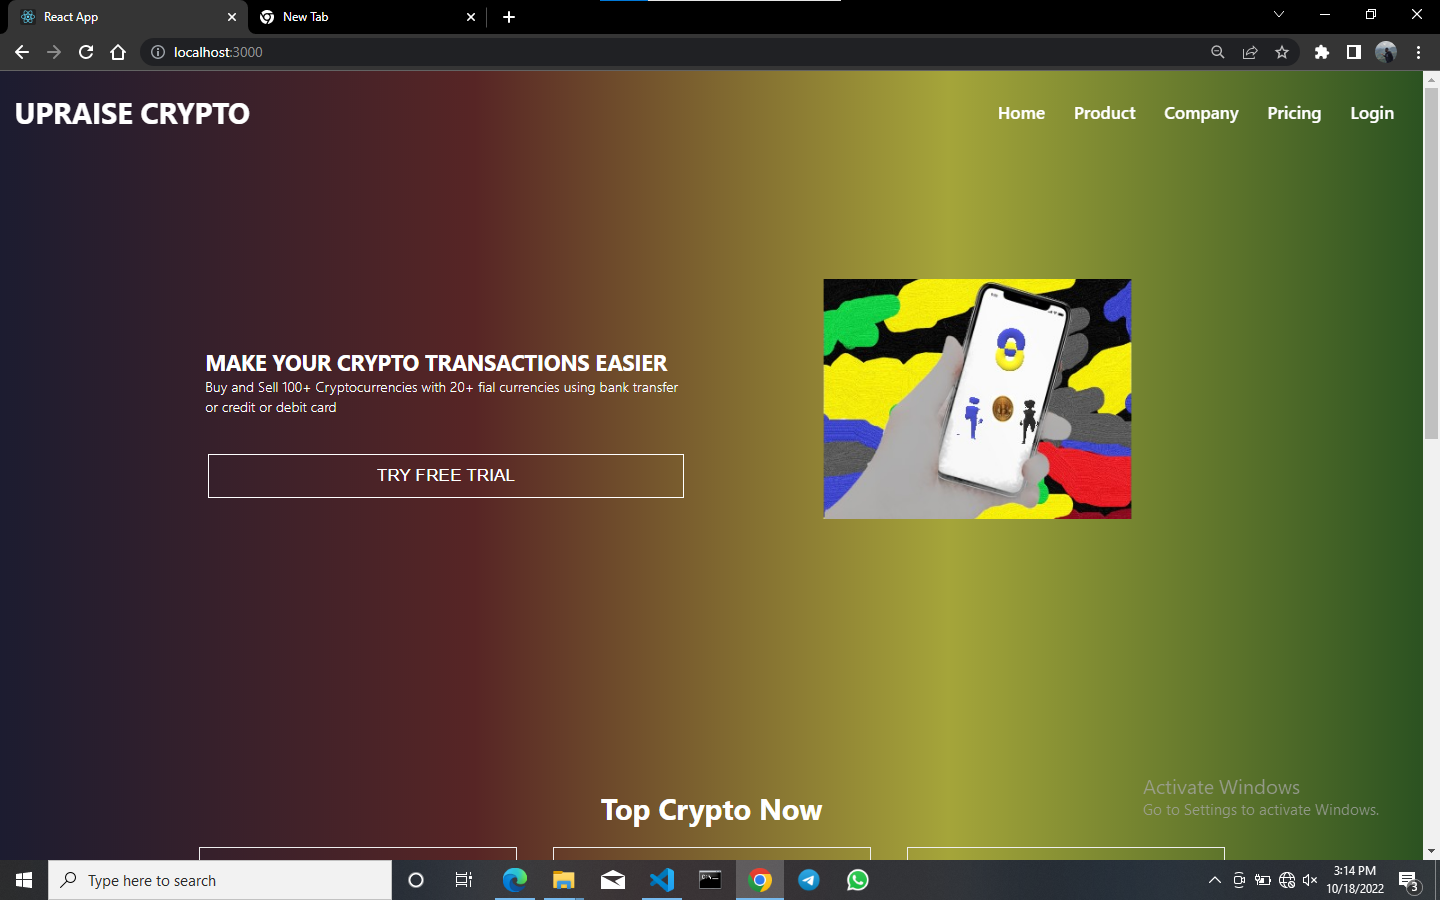 React App
New Tab
localhost:3000
UPRAISE CRYPTO
Home Product Company Pricing Login
MAKE YOUR CRYPTO TRANSACTIONS EASIER
Buy and Sell 100+ Cryptocurrencies with 20+ fial currencies using bank transfer
or credit or debit card
TRY FREE TRIAL
Top Crypto Now
Activate Windows
Go to Settings to activate Windows.
Type here to search
3:14 PM
10/18/2022
3